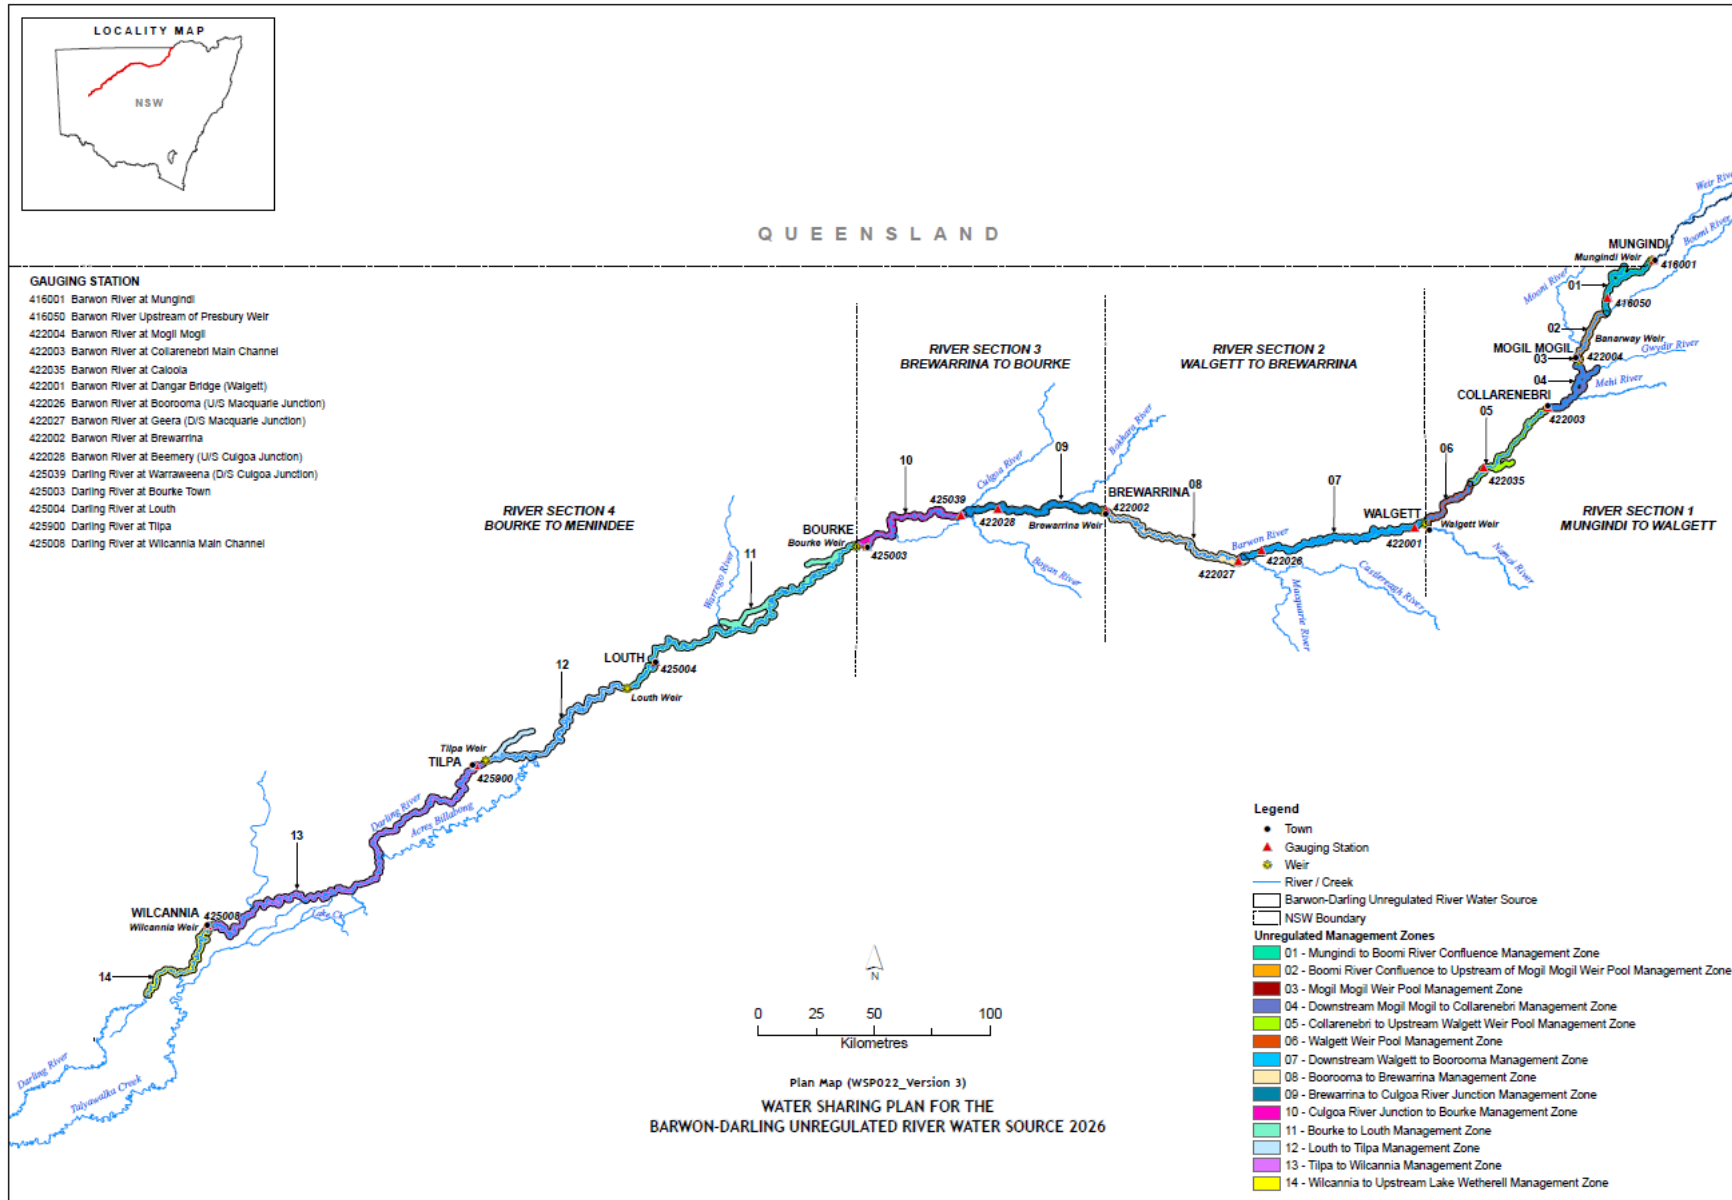 LOCALITY MAP
NSW
QUEENSLAND
GAUGING STATION
416001 Barwon River at Mungindi
416050 Barwon River Upstream of Presbury Weir
422004 Barwon River at Mogil Mogil
422003 Barwon River at Collarenebri Main Channel
422035 Barwon River at Caloola
422001 Barwon River at Dangar Bridge (Walgett)
422026 Barwon River at Boorooma (U/S Macquarie Junction)
422027 Barwon River at Geera (D/S Macquarie Junction)
422002 Barwon River at Brewarrina
422028 Barwon River at Beemery (U/S Culgoa Junction)
425039 Darling River at Warraweena (D/S Culgoa Junction)
425003 Darling River at Bourke Town
425004 Darling River at Louth
425900 Darling River at Tilpa
425008 Darling River at Wilcannia Main Channel
Weir River
Boomi River
MUNGINDI
Mungindi Weir
416001
Mooni River
01
416050
02
Banarway Weir
MOGIL MOGIL
422004
Gwydir River
03
04
Mehi River
COLLARENEBRI
422003
05
422035
06
RIVER SECTION 1
MUNGINDI TO WALGETT
RIVER SECTION 2
WALGETT TO BREWARRINA
RIVER SECTION 3
BREWARRINA TO BOURKE
RIVER SECTION 4
BOURKE TO MENINDEE
WALGETT
Walgett Weir
422001
Namoi River
07
Barwon River
422026
422027
Castlereagh River
Macquarie River
08
BREWARRINA
422002
Brewarrina Weir
Bokhara River
09
Culgoa River
422028
425039
Bogan River
10
BOURKE
Bourke Weir
425003
11
Warrego River
LOUTH
425004
Louth Weir
12
Tilpa Weir
TILPA
425900
Darling River
Acres Billabong
13
WILCANNIA
425008
Wilcannia Weir
Lake Ck
14
Darling River
Talyawalka Creek
N
0 25 50 100
Kilometres
Plan Map (WSP022_Version 3)
WATER SHARING PLAN FOR THE
BARWON-DARLING UNREGULATED RIVER WATER SOURCE 2026
Legend
Town
Gauging Station
Weir
River / Creek
Barwon-Darling Unregulated River Water Source
NSW Boundary
Unregulated Management Zones
01 - Mungindi to Boomi River Confluence Management Zone
02 - Boomi River Confluence to Upstream of Mogil Mogil Weir Pool Management Zone
03 - Mogil Mogil Weir Pool Management Zone
04 - Downstream Mogil Mogil to Collarenebri Management Zone
05 - Collarenebri to Upstream Walgett Weir Pool Management Zone
06 - Walgett Weir Pool Management Zone
07 - Downstream Walgett to Boorooma Management Zone
08 - Boorooma to Brewarrina Management Zone
09 - Brewarrina to Culgoa River Junction Management Zone
10 - Culgoa River Junction to Bourke Management Zone
11 - Bourke to Louth Management Zone
12 - Louth to Tilpa Management Zone
13 - Tilpa to Wilcannia Management Zone
14 - Wilcannia to Upstream Lake Wetherell Management Zone